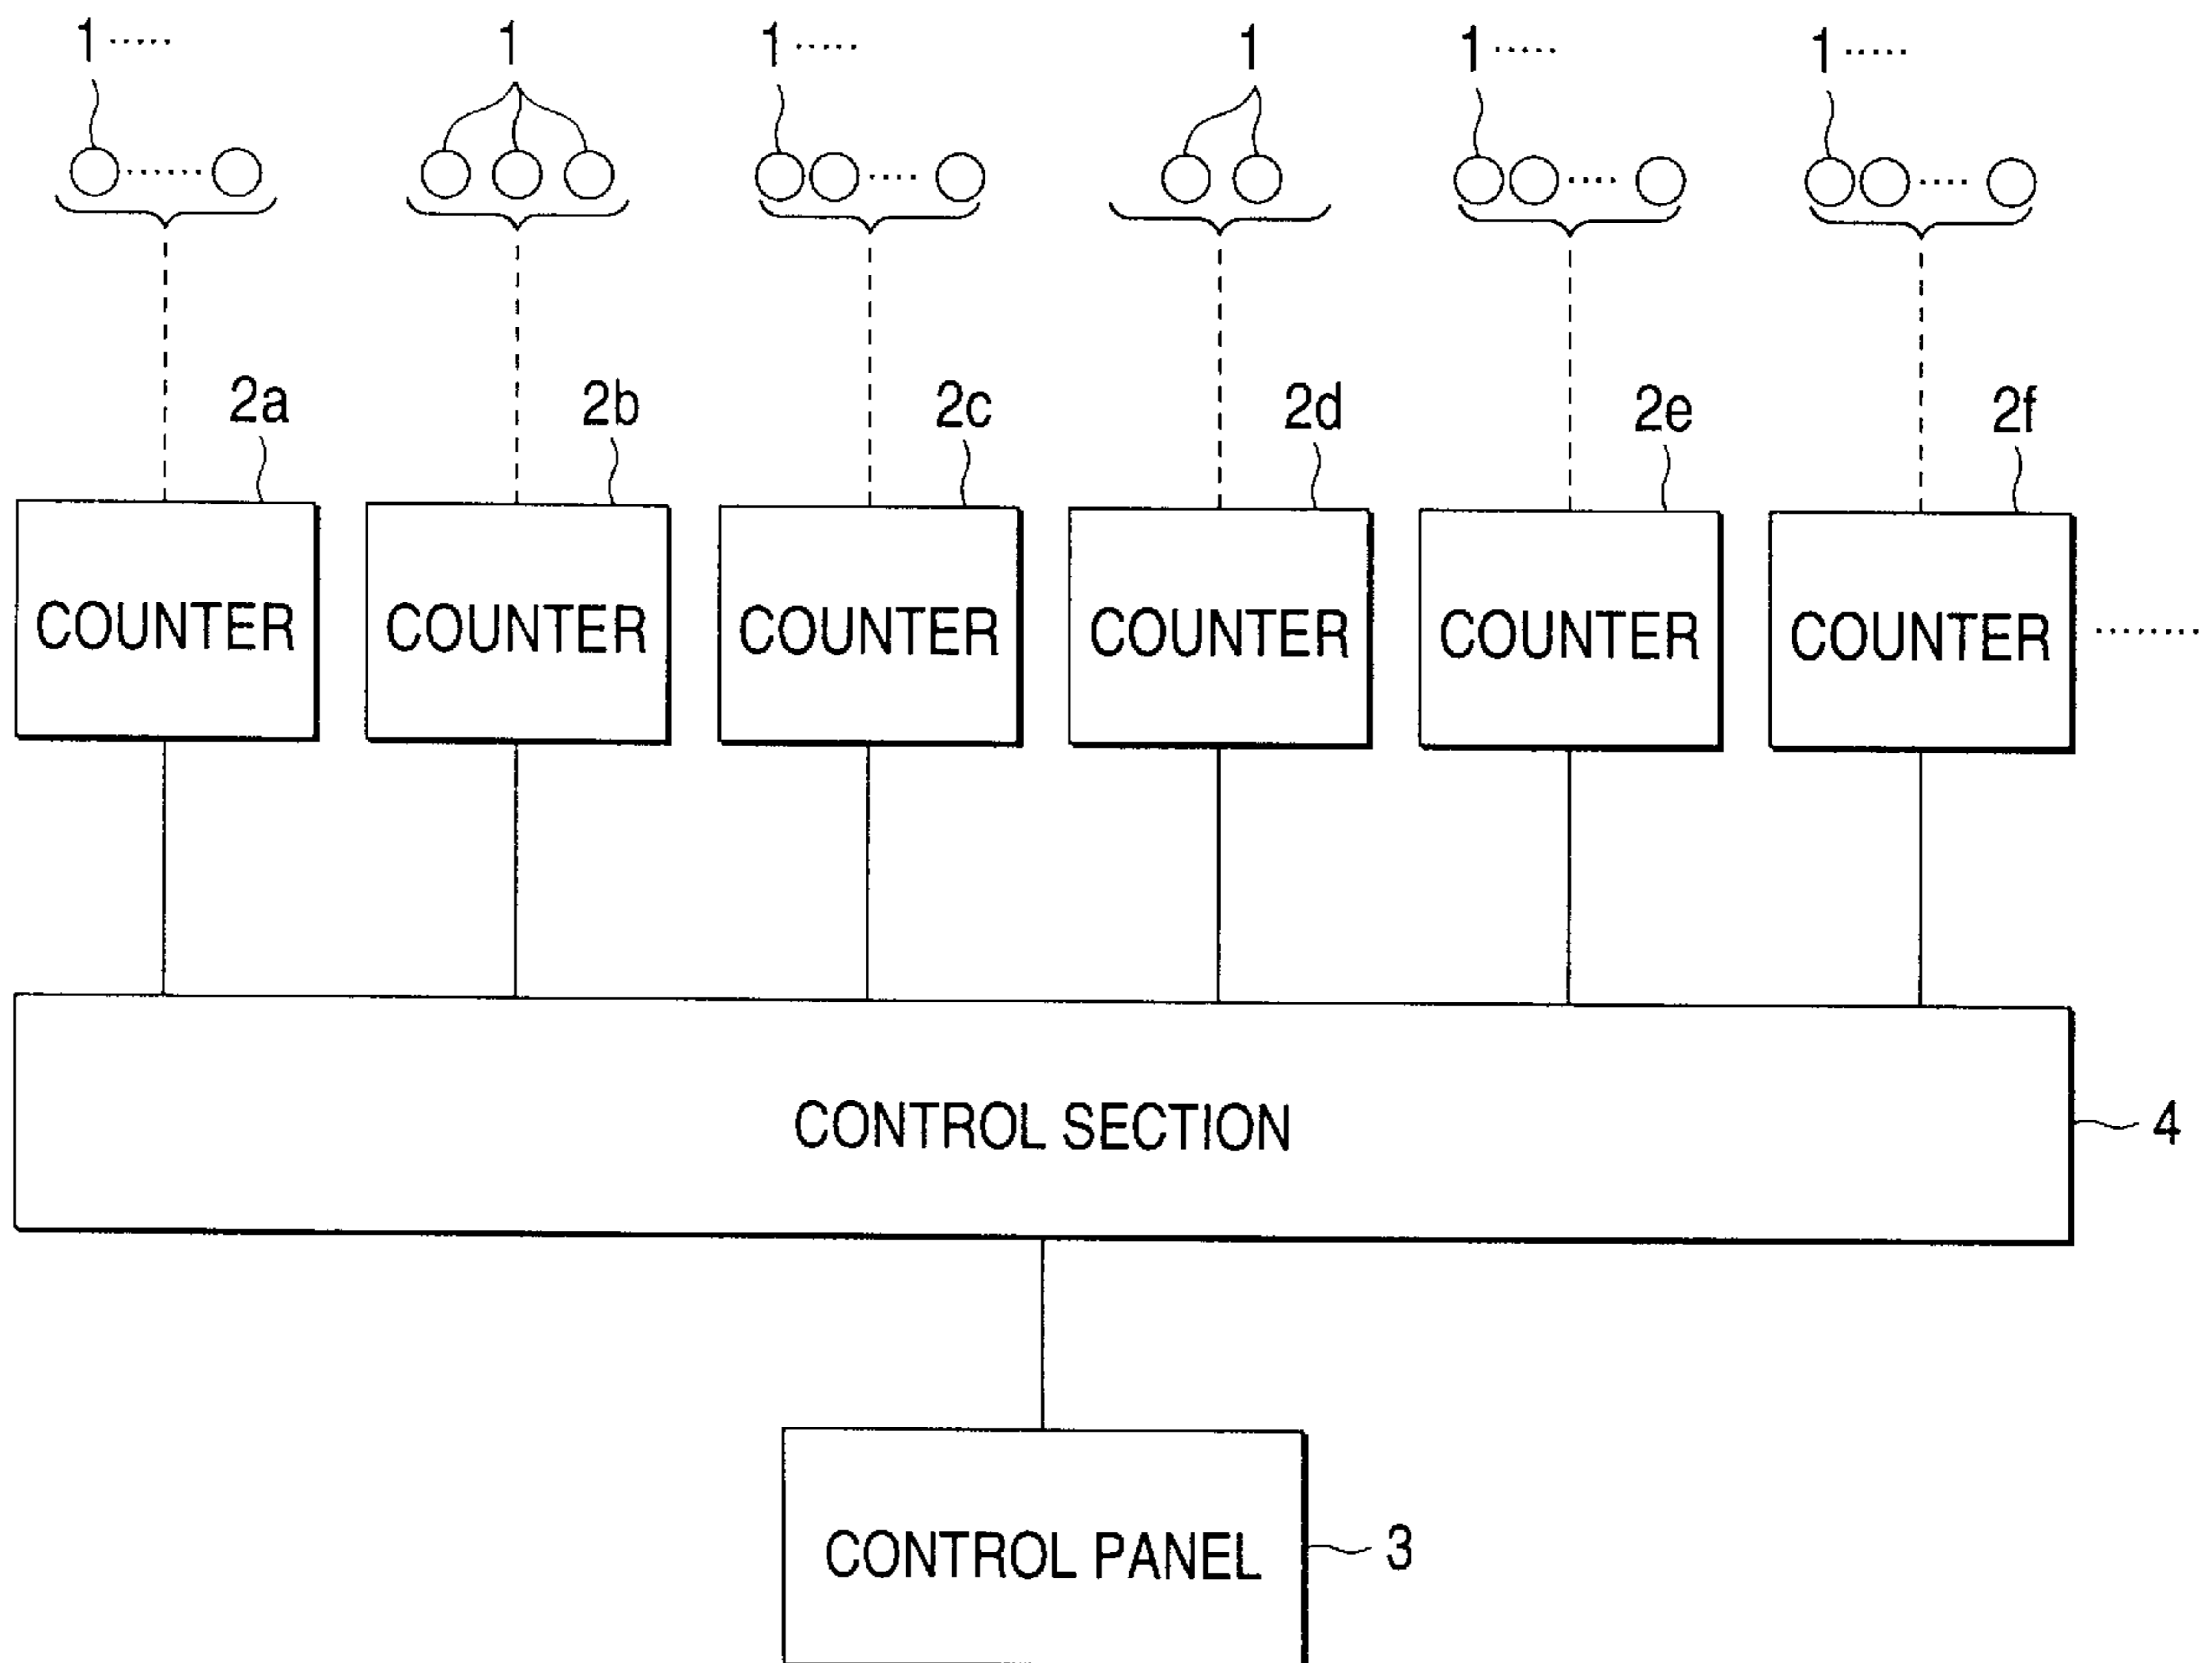 1 ····· 1 1 ····· 1 1 ····· 1 ·····
2a 2b 2c 2d 2e 2f
COUNTER COUNTER COUNTER COUNTER COUNTER COUNTER ········
CONTROL SECTION 4
CONTROL PANEL 3